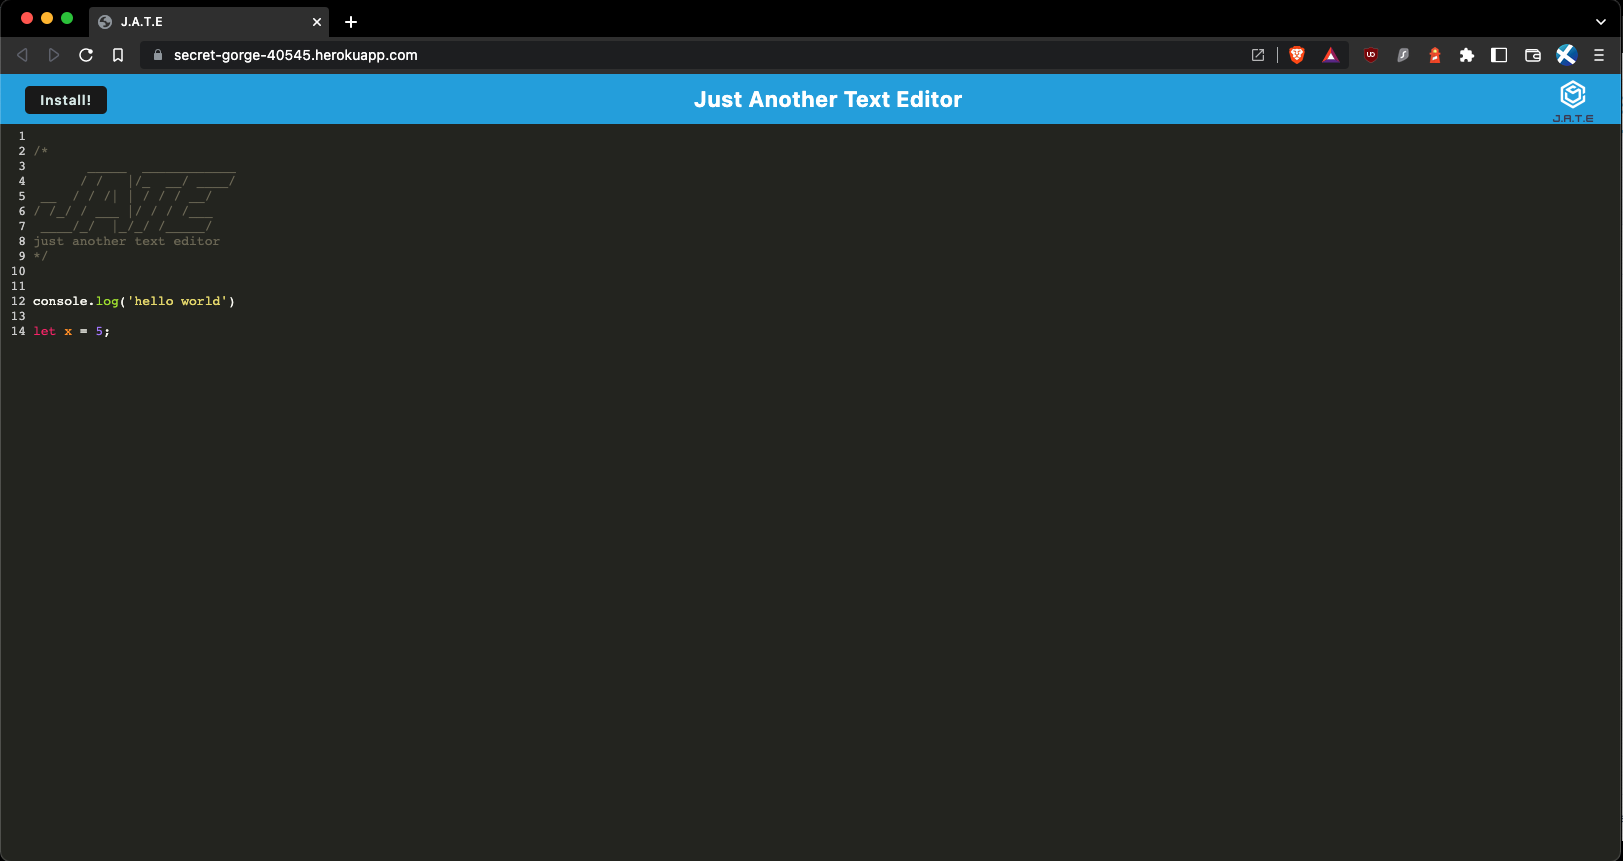 J.A.T.E
secret-gorge-40545.herokuapp.com
Install!
Just Another Text Editor
J.A.T.E
1
2 /*
3        _____  ____________
4       / /   |/_  __/ ____/
5  __  / / /| | / / / __/
6 / /_/ / ___ |/ / / /___
7  ____/_/  |_/_/ /_____/
8 just another text editor
9 */
10
11
12 console.log('hello world')
13
14 let x = 5;